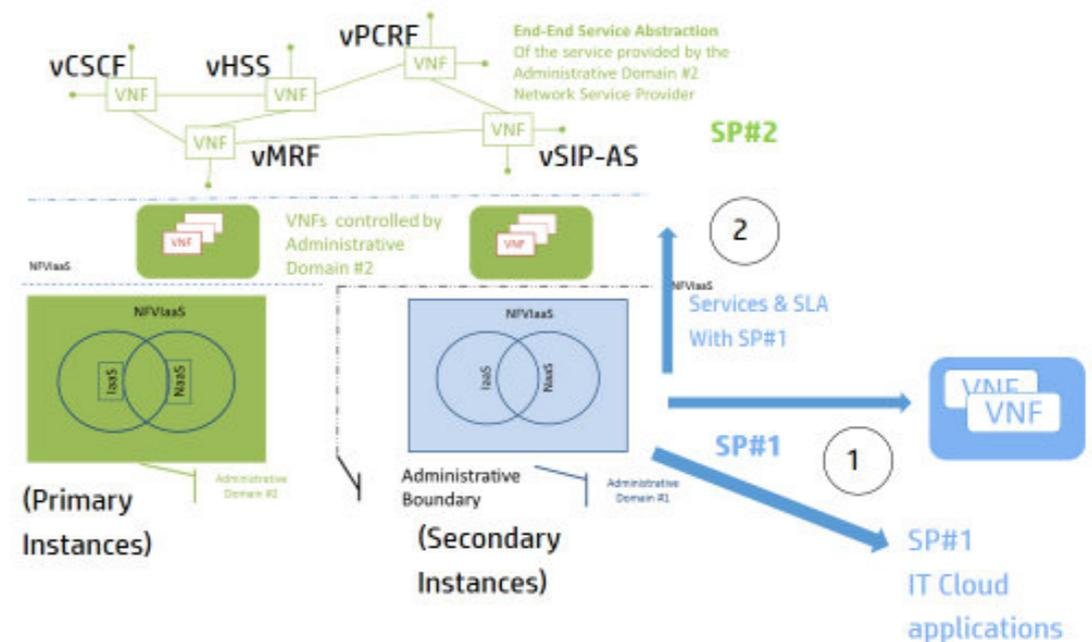 vPCRF
vCSCF
vHSS
VNF
VNF
VNF
VNF
VNF
vMRF
vSIP-AS
End-End Service Abstraction
Of the service provided by the
Administrative Domain #2
Network Service Provider
SP#2
VNF
VNFs controlled by
Administrative
Domain #2
VNF
NFVIaaS
2
NFVIaaS
Services & SLA
With SP#1
NFVIaaS
IaaS
NaaS
NFVIaaS
IaaS
NaaS
VNF
VNF
SP#1
1
Administrative
Domain #2
(Primary
Instances)
Administrative
Boundary
Administrative
Domain #1
(Secondary
Instances)
SP#1
IT Cloud
applications